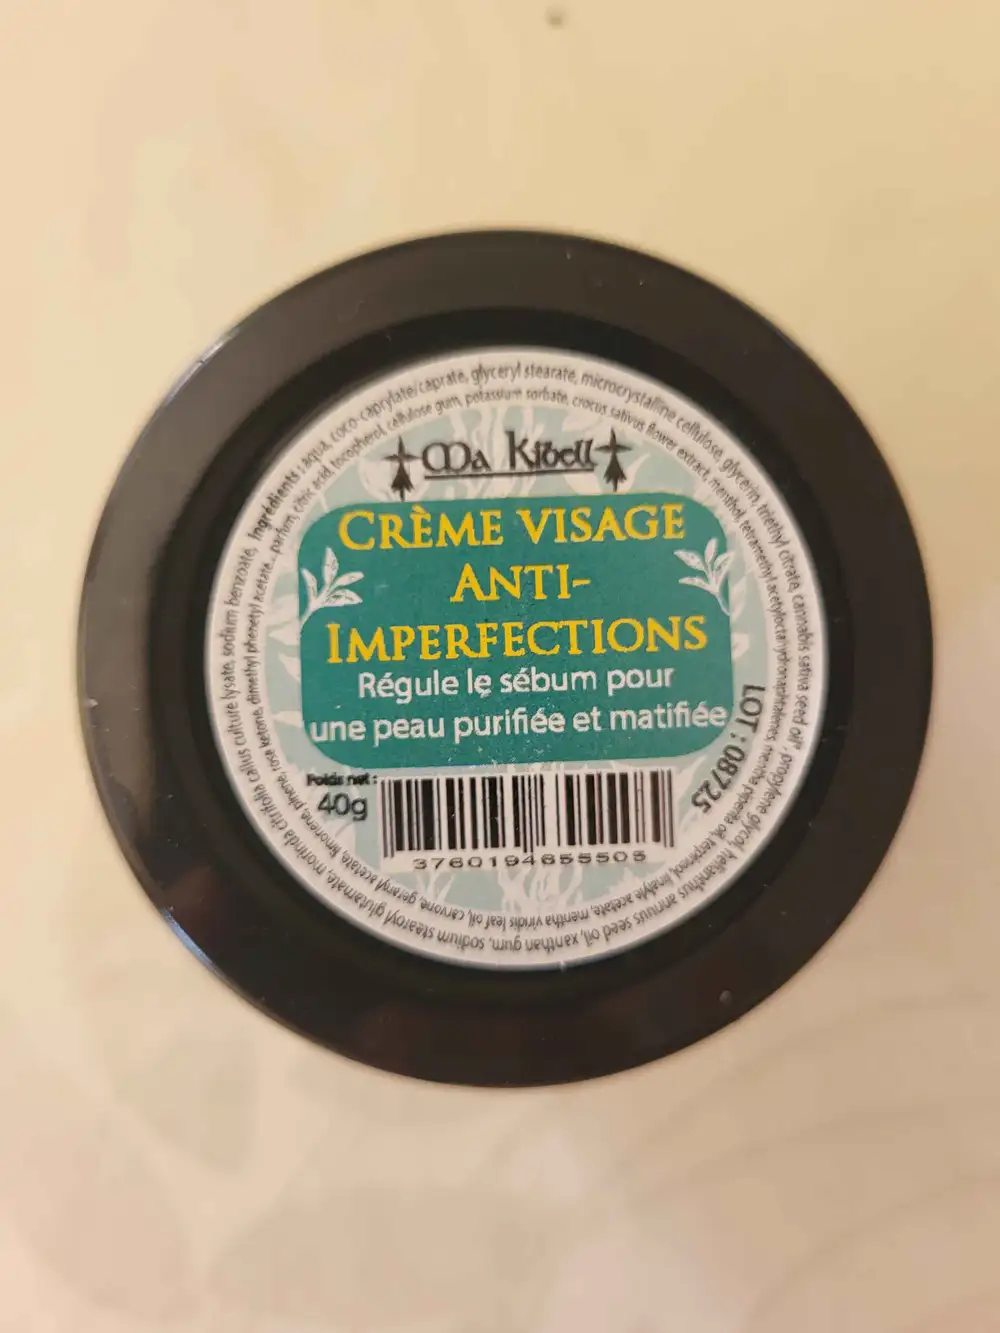 Ma Kibell
CRÈME VISAGE
ANTI-
IMPERFECTIONS
Régule le sébum pour
une peau purifiée et matifiée
LOT : 08725
Poids net :
40g
3760194655505
Ingrédients : aqua, coco-caprylate/caprate, glyceryl stearate, microcrystalline cellulose, glycerin, triethyl citrate, cannabis sativa seed oil*, propylene glycol, helianthus annuus seed oil, xanthan gum, sodium stearoyl glutamate, morinda citrifolia callus culture lysate, sodium benzoate,
parfum, citric acid, tocopherol, cellulose gum, potassium sorbate, crocus sativus flower extract, menthol, tetramethyl acetyloctahydronaphthalenes, mentha piperita oil, terpineol, linalyle acetate, mentha viridis leaf oil, carvone, geranyl acetate, limonene, pinene, rose ketone, dimethyl phenetyl acetate.